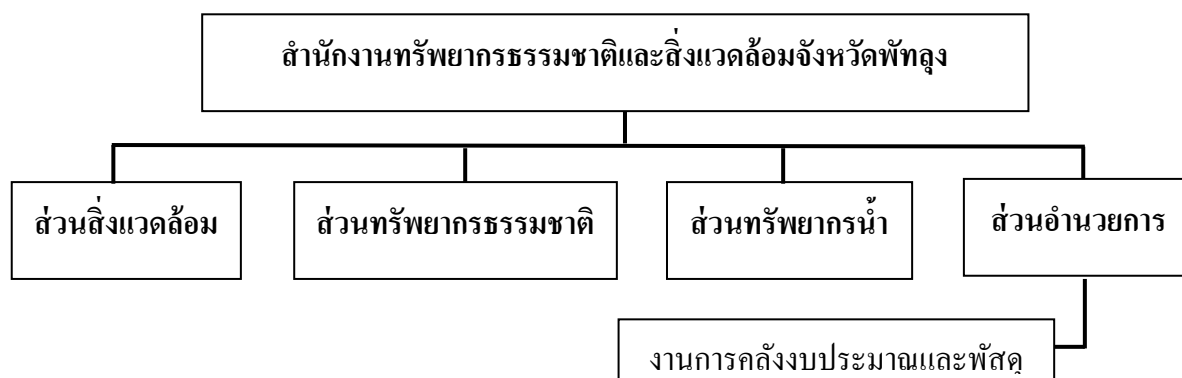 สำนักงานทรัพยากรธรรมชาติและสิ่งแวดล้อมจังหวัดพัทลุง
ส่วนสิ่งแวดล้อม
ส่วนทรัพยากรธรรมชาติ
ส่วนทรัพยากรน้ำ
ส่วนอำนวยการ
งานการคลังงบประมาณและพัสดุ